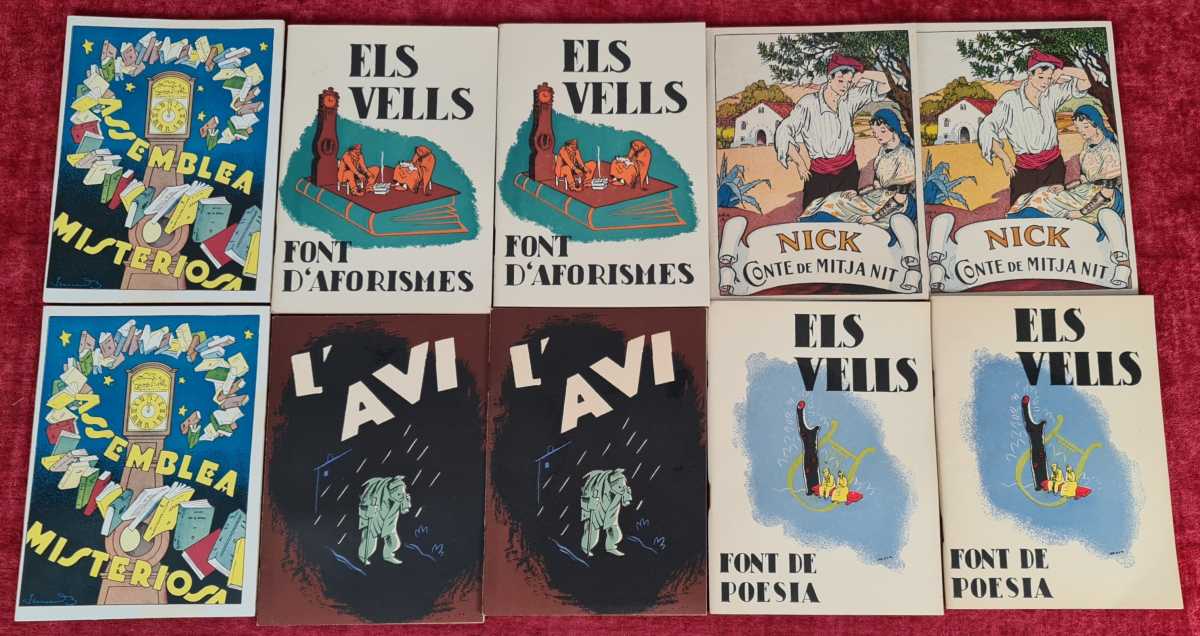 ASSEMBLEA
MISTERIOSA
ELS
VELLS
FONT
D'AFORISMES
ELS
VELLS
FONT
D'AFORISMES
NICK
CONTE DE MITJA NIT
NICK
CONTE DE MITJA NIT
ASSEMBLEA
MISTERIOSA
L'AVI
L'AVI
ELS
VELLS
FONT DE
POESIA
ELS
VELLS
FONT DE
POESIA